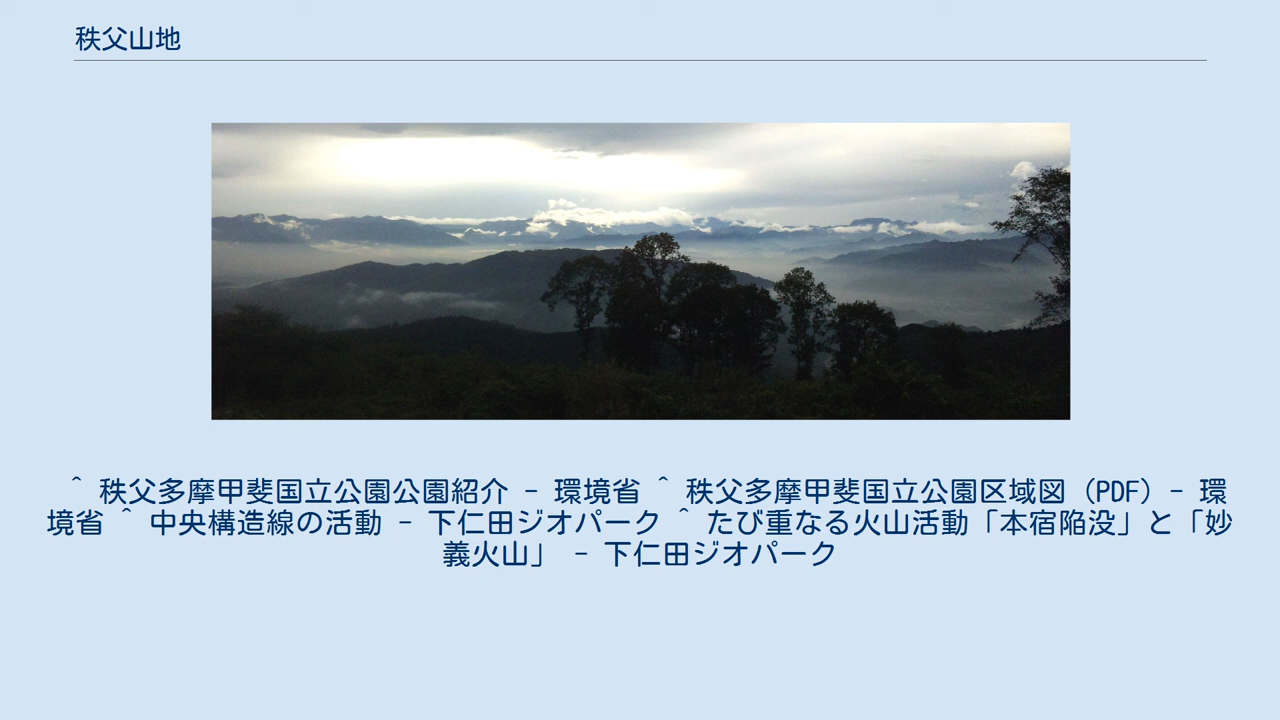 秩父山地
^ 秩父多摩甲斐国立公園公園紹介 - 環境省 ^ 秩父多摩甲斐国立公園区域図（PDF）- 環
境省 ^ 中央構造線の活動 - 下仁田ジオパーク ^ たび重なる火山活動「本宿陥没」と「妙
義火山」 - 下仁田ジオパーク